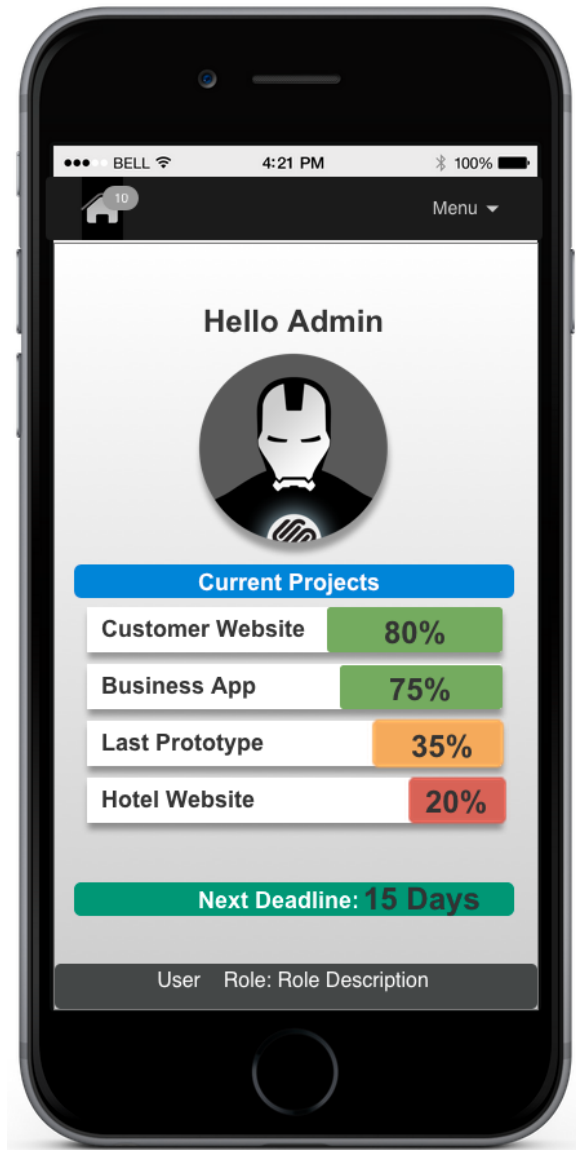 BELL 4:21 PM 100%
10 Menu
Hello Admin
Current Projects
Customer Website 80%
Business App 75%
Last Prototype 35%
Hotel Website 20%
Next Deadline: 15 Days
User Role: Role Description